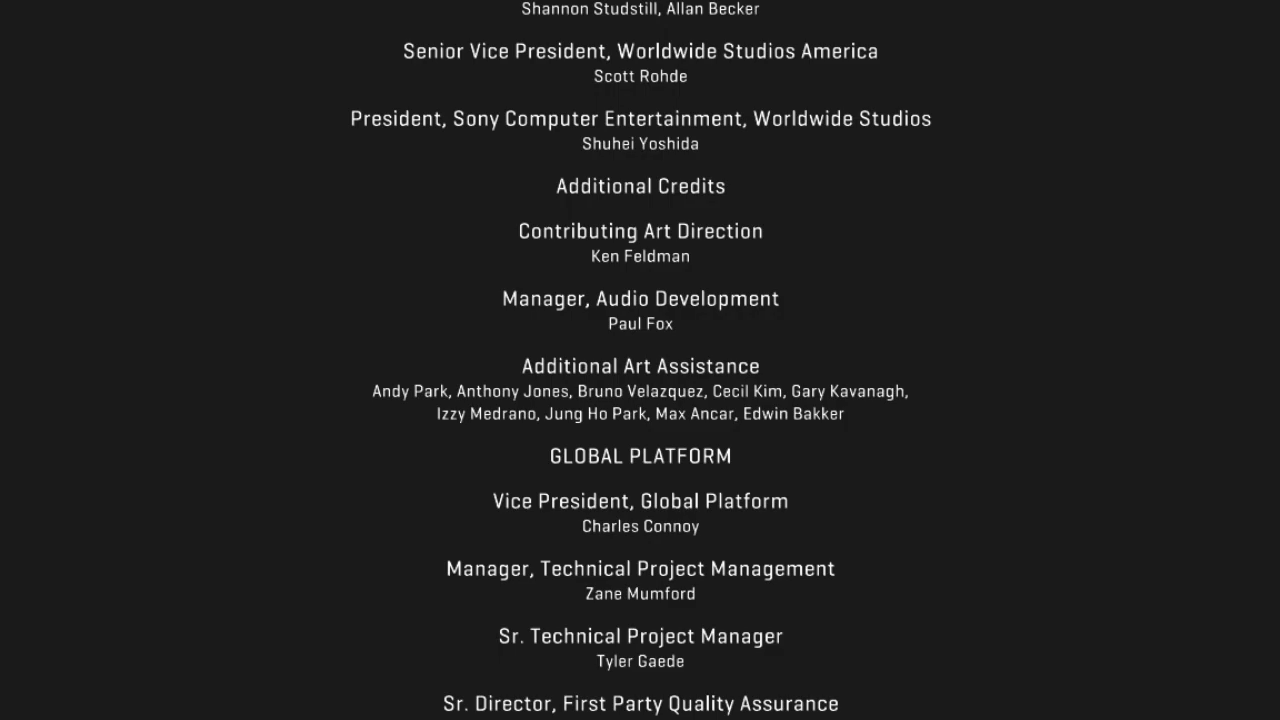 Shannon Studstill, Allan Becker
Senior Vice President, Worldwide Studios America
Scott Rohde
President, Sony Computer Entertainment, Worldwide Studios
Shuhei Yoshida
Additional Credits
Contributing Art Direction
Ken Feldman
Manager, Audio Development
Paul Fox
Additional Art Assistance
Andy Park, Anthony Jones, Bruno Velazquez, Cecil Kim, Gary Kavanagh,
Izzy Medrano, Jung Ho Park, Max Ancar, Edwin Bakker
GLOBAL PLATFORM
Vice President, Global Platform
Charles Connoy
Manager, Technical Project Management
Zane Mumford
Sr. Technical Project Manager
Tyler Gaede
Sr. Director, First Party Quality Assurance